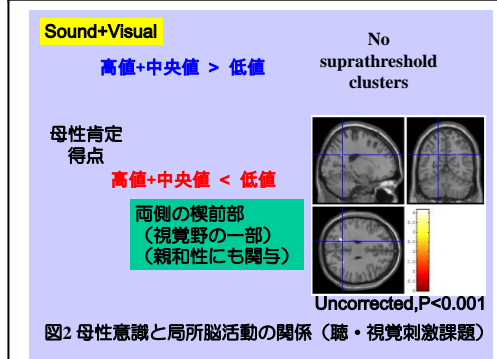 Sound+Visual
高値+中央値 > 低値
No
suprathreshold
clusters
母性肯定
得点
高値+中央値 < 低値
両側の楔前部
（視覚野の一部）
（親和性にも関与）
Uncorrected,P<0.001
図2 母性意識と局所脳活動の関係（聴・視覚刺激課題）